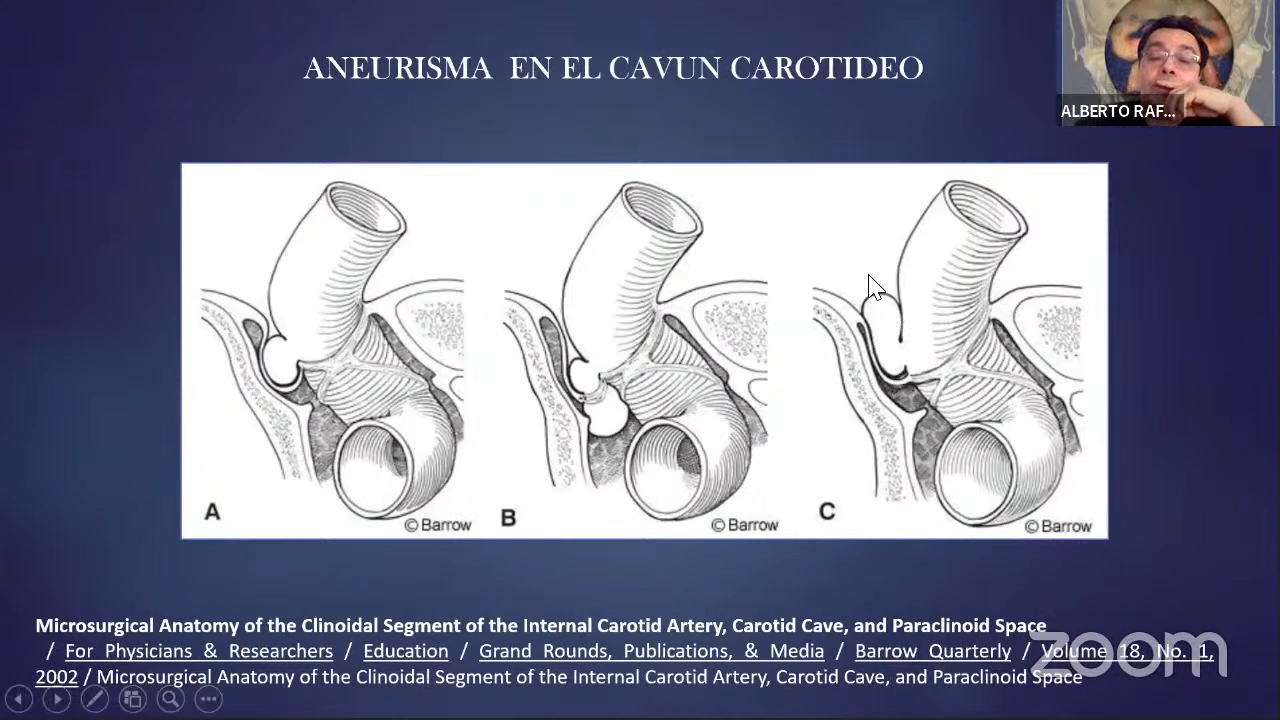 ANEURISMA EN EL CAVUN CAROTIDEO
ALBERTO RAF...
A
© Barrow
B
© Barrow
C
© Barrow
Microsurgical Anatomy of the Clinoidal Segment of the Internal Carotid Artery, Carotid Cave, and Paraclinoid Space
/ For Physicians & Researchers / Education / Grand Rounds, Publications, & Media / Barrow Quarterly / Volume 18, No. 1,
2002 / Microsurgical Anatomy of the Clinoidal Segment of the Internal Carotid Artery, Carotid Cave, and Paraclinoid Space
zoom